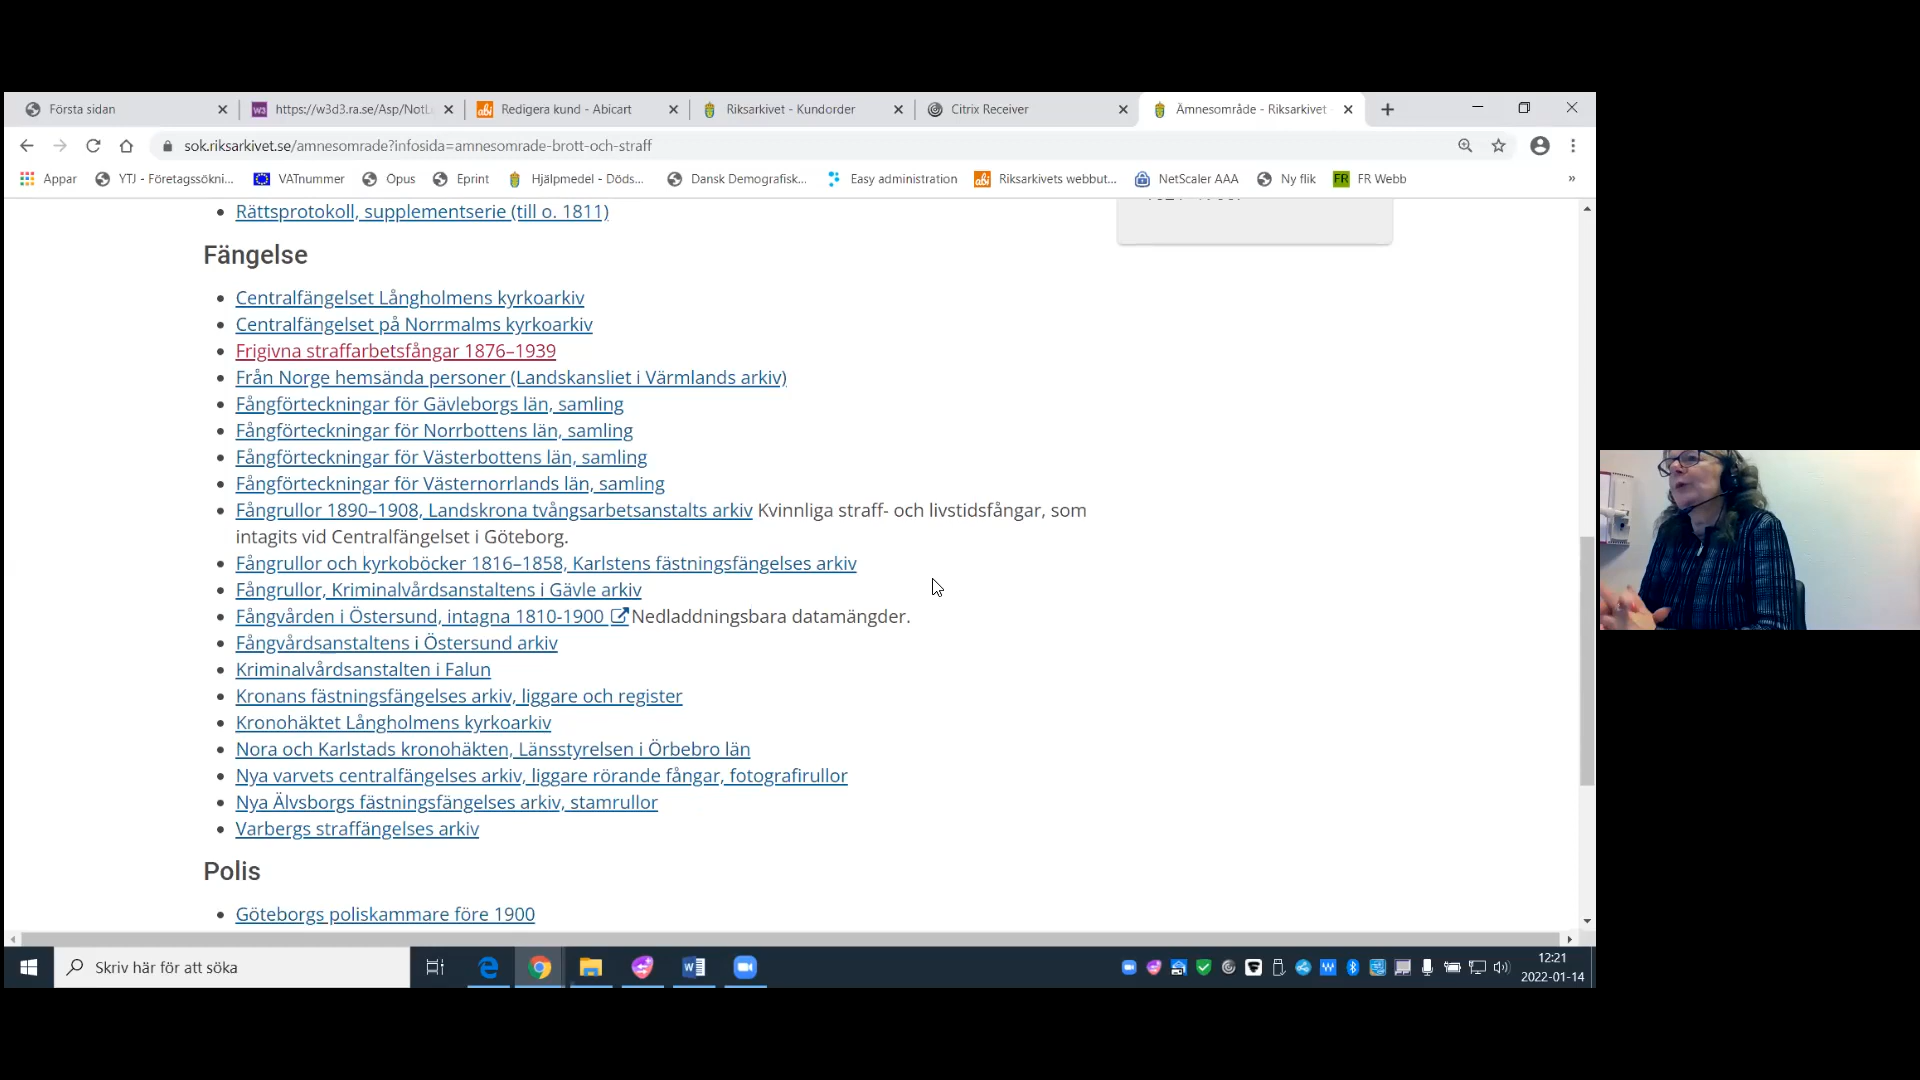 Första sidan
https://w3d3.ra.se/Asp/NotL
Redigera kund - Abicart
Riksarkivet - Kundorder
Citrix Receiver
Ämnesområde - Riksarkivet
sok.riksarkivet.se/amnesomrade?infosida=amnesomrade-brott-och-straff
Appar
YTJ - Företagssökni...
VATnummer
Opus
Eprint
Hjälpmedel - Döds...
Dansk Demografisk...
Easy administration
Riksarkivets webbut...
NetScaler AAA
Ny flik
FR Webb
»
Rättsprotokoll, supplementserie (till o. 1811)
Fängelse
Centralfängelset Långholmens kyrkoarkiv
Centralfängelset på Norrmalms kyrkoarkiv
Frigivna straffarbetsfångar 1876–1939
Från Norge hemsända personer (Landskansliet i Värmlands arkiv)
Fångförteckningar för Gävleborgs län, samling
Fångförteckningar för Norrbottens län, samling
Fångförteckningar för Västerbottens län, samling
Fångförteckningar för Västernorrlands län, samling
Fångrullor 1890–1908, Landskrona tvångsarbetsanstalts arkiv Kvinnliga straff- och livstidsfångar, som
intagits vid Centralfängelset i Göteborg.
Fångrullor och kyrkoböcker 1816–1858, Karlstens fästningsfängelses arkiv
Fångrullor, Kriminalvårdsanstaltens i Gävle arkiv
Fångvården i Östersund, intagna 1810-1900 Nedladdningsbara datamängder.
Fångvårdsanstaltens i Östersund arkiv
Kriminalvårdsanstalten i Falun
Kronans fästningsfängelses arkiv, liggare och register
Kronohäktet Långholmens kyrkoarkiv
Nora och Karlstads kronohäkten, Länsstyrelsen i Örbebro län
Nya varvets centralfängelses arkiv, liggare rörande fångar, fotografirullor
Nya Älvsborgs fästningsfängelses arkiv, stamrullor
Varbergs straffängelses arkiv
Polis
Göteborgs poliskammare före 1900
Skriv här för att söka
12:21
2022-01-14